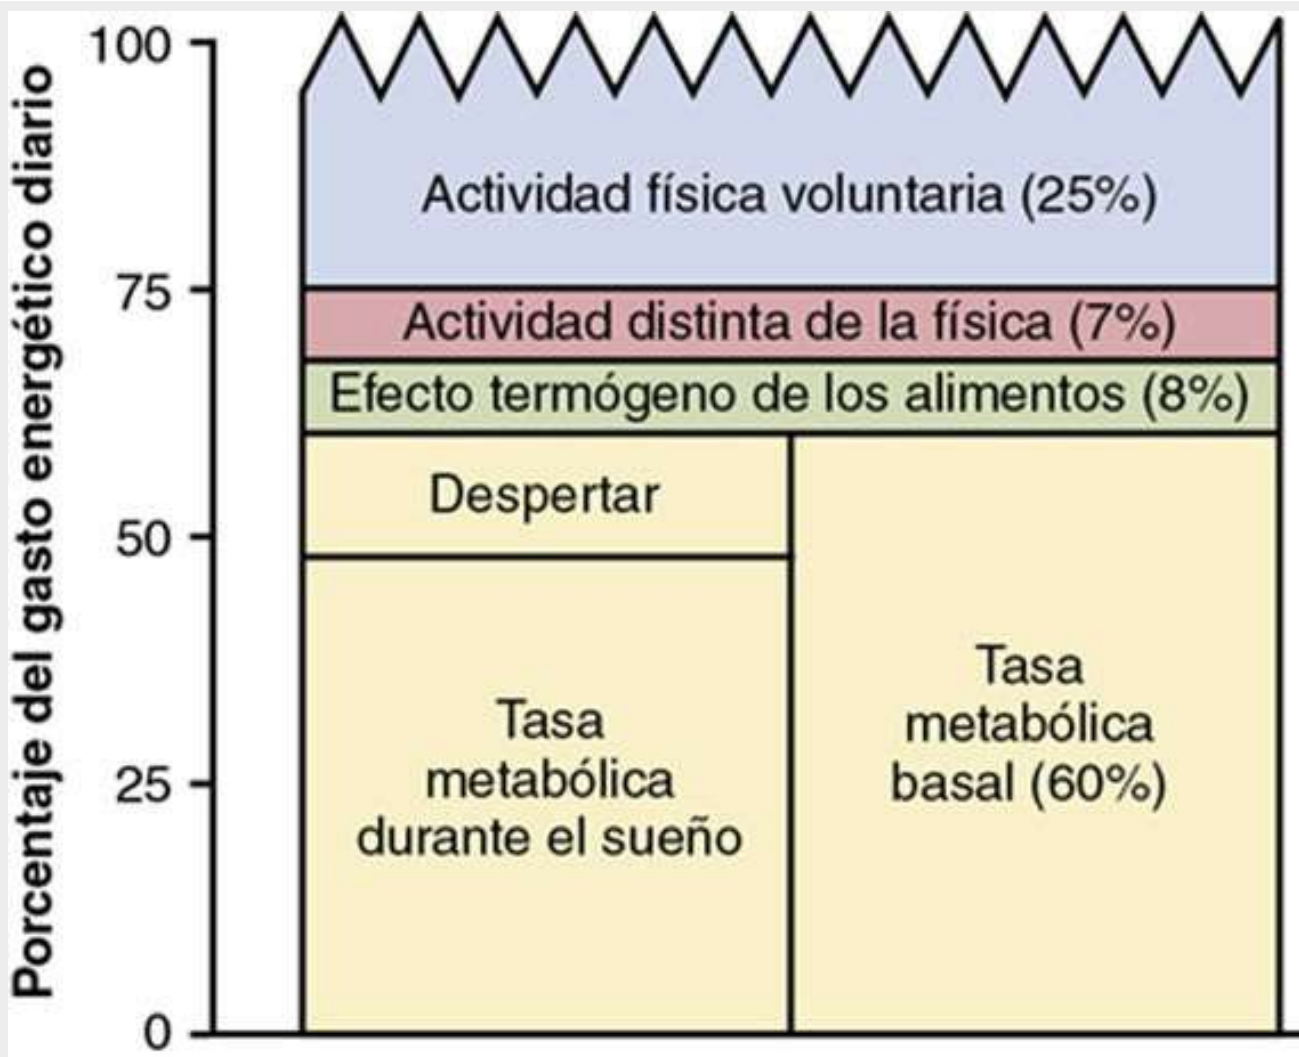 Porcentaje del gasto energético diario
100
75
50
25
0
Actividad física voluntaria (25%)
Actividad distinta de la física (7%)
Efecto termógeno de los alimentos (8%)
Despertar
Tasa
metabólica
durante el sueño
Tasa
metabólica
basal (60%)